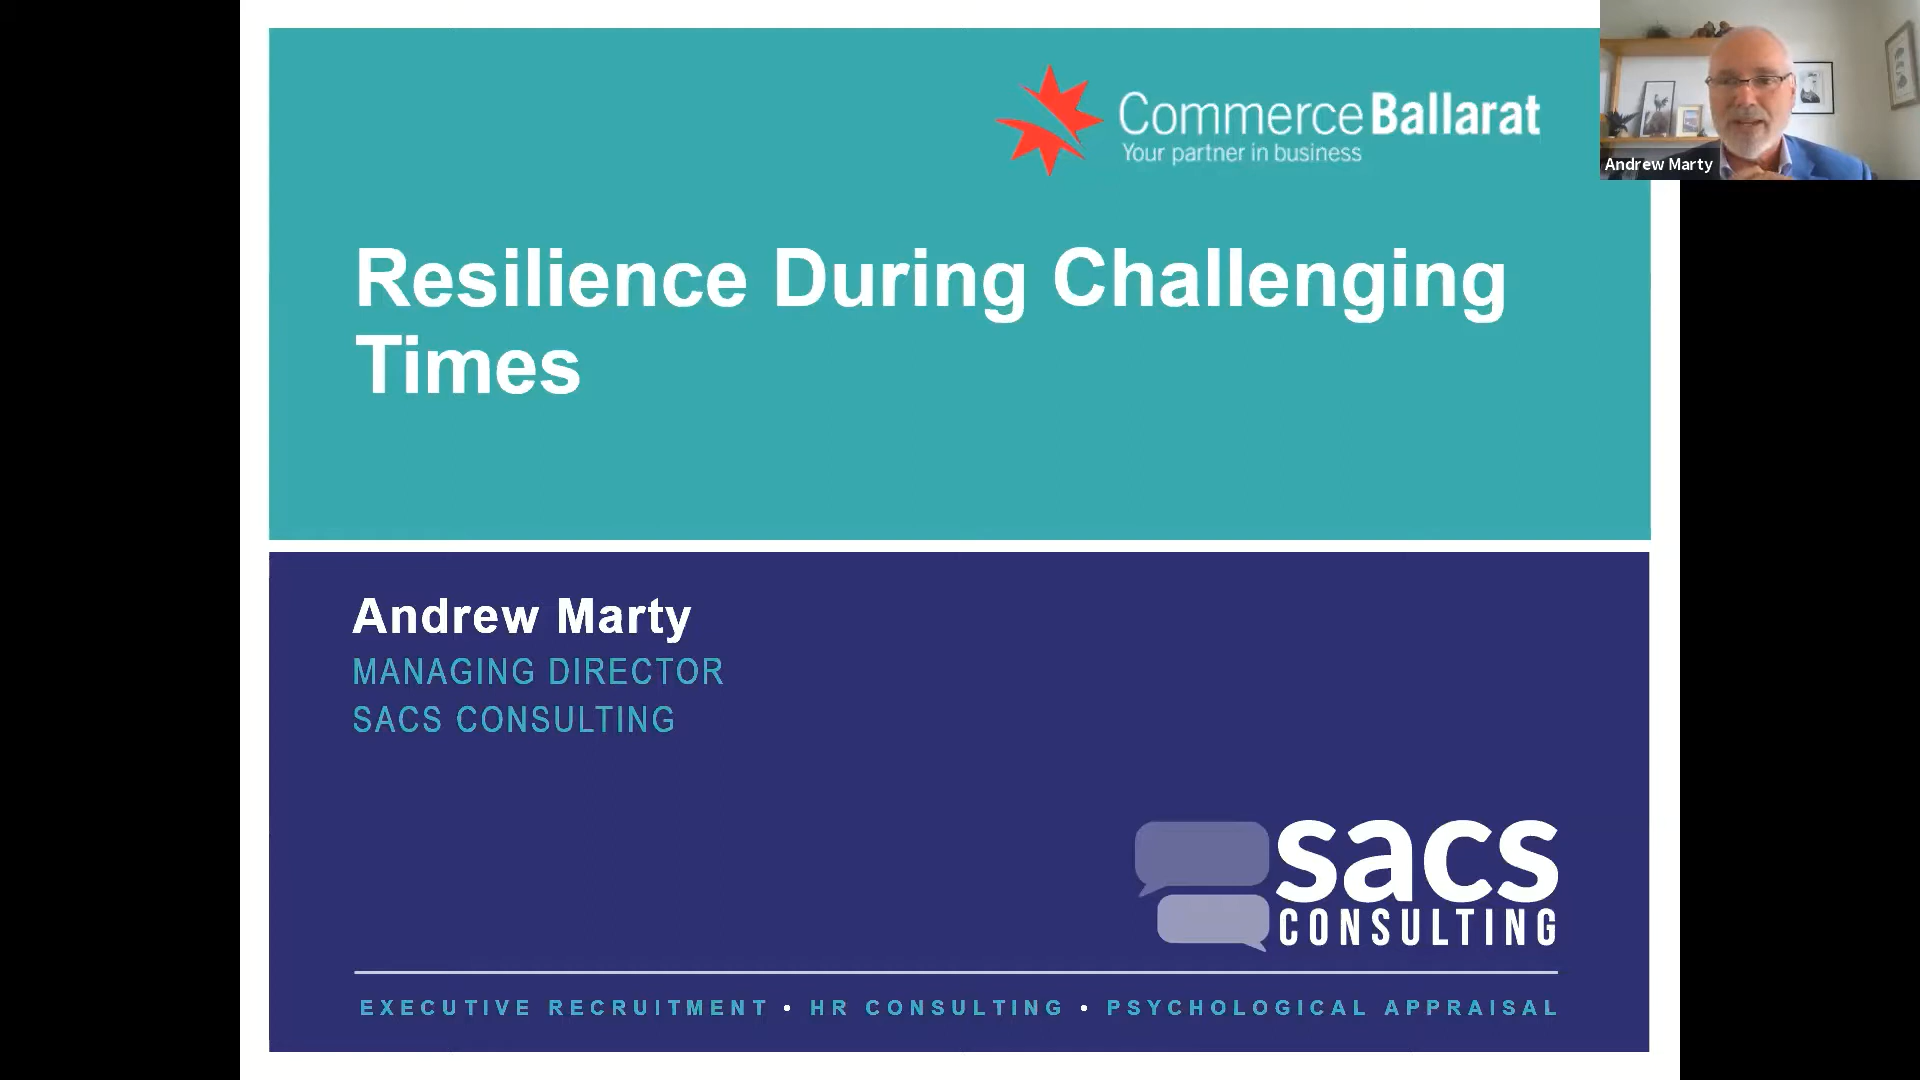 CommerceBallarat
Your partner in business
Andrew Marty
Resilience During Challenging
Times
Andrew Marty
MANAGING DIRECTOR
SACS CONSULTING
sacs
CONSULTING
EXECUTIVE RECRUITMENT • HR CONSULTING • PSYCHOLOGICAL APPRAISAL